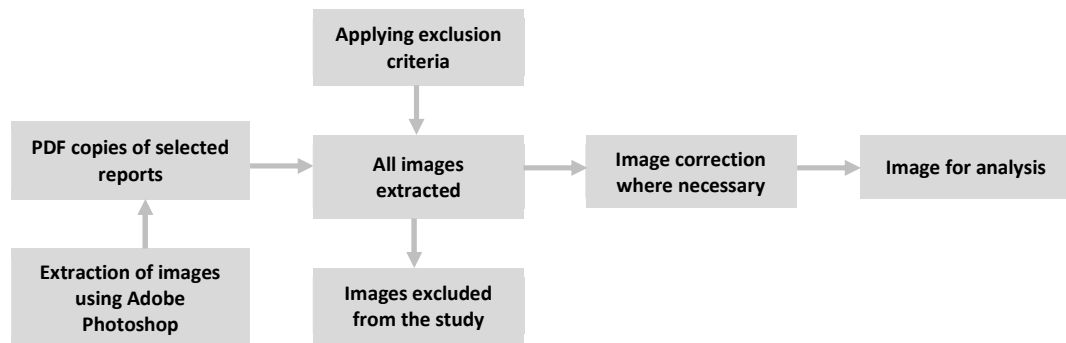 Applying exclusion
criteria
PDF copies of selected
reports
All images
extracted
Image correction
where necessary
Image for analysis
Extraction of images
using Adobe
Photoshop
Images excluded
from the study